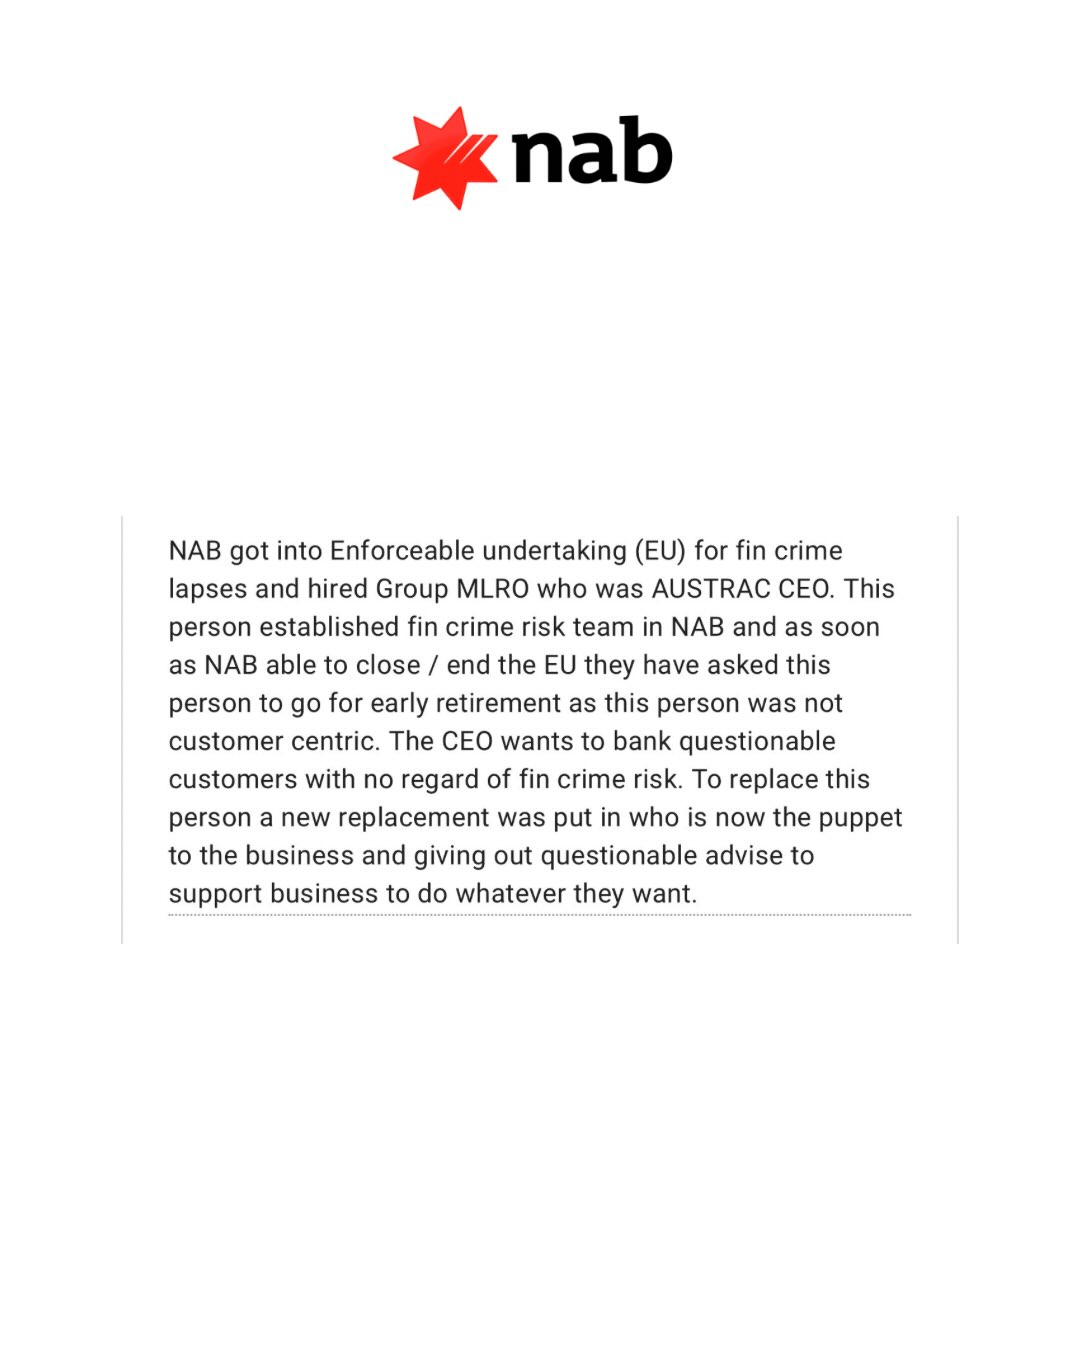 nab
NAB got into Enforceable undertaking (EU) for fin crime
lapses and hired Group MLRO who was AUSTRAC CEO. This
person established fin crime risk team in NAB and as soon
as NAB able to close / end the EU they have asked this
person to go for early retirement as this person was not
customer centric. The CEO wants to bank questionable
customers with no regard of fin crime risk. To replace this
person a new replacement was put in who is now the puppet
to the business and giving out questionable advise to
support business to do whatever they want.